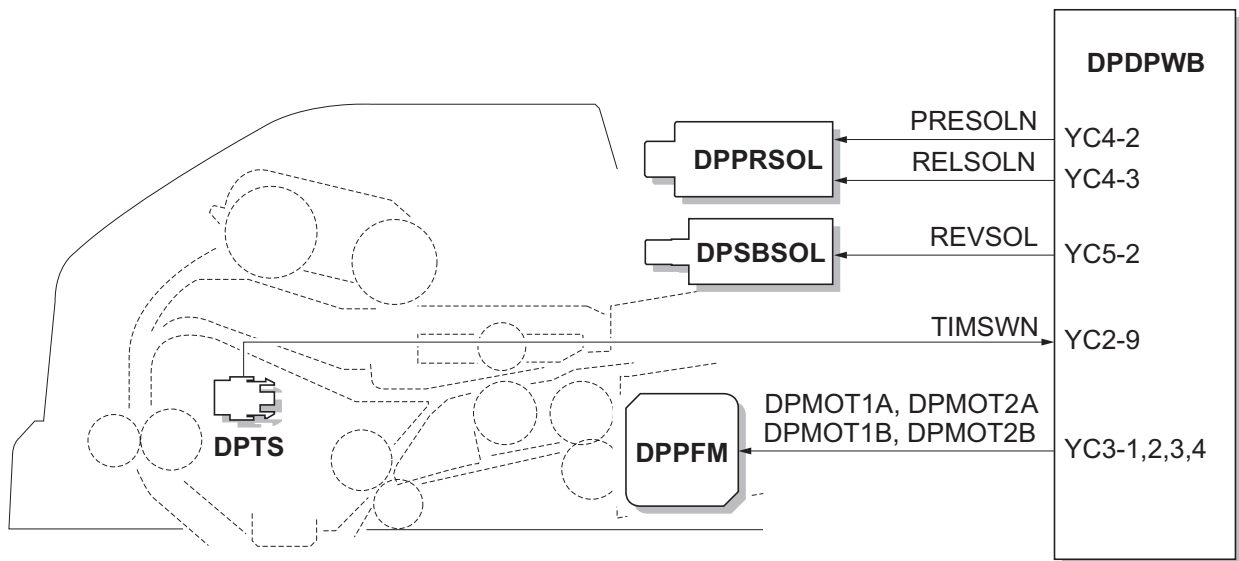 DPDPWB
PRESOLN
YC4-2
DPPRSOL
RELSOLN
YC4-3
REVSOL
DPSBSOL
YC5-2
TIMSWN
YC2-9
DPTS
DPMOT1A, DPMOT2A
DPMOT1B, DPMOT2B
DPPFM
YC3-1,2,3,4